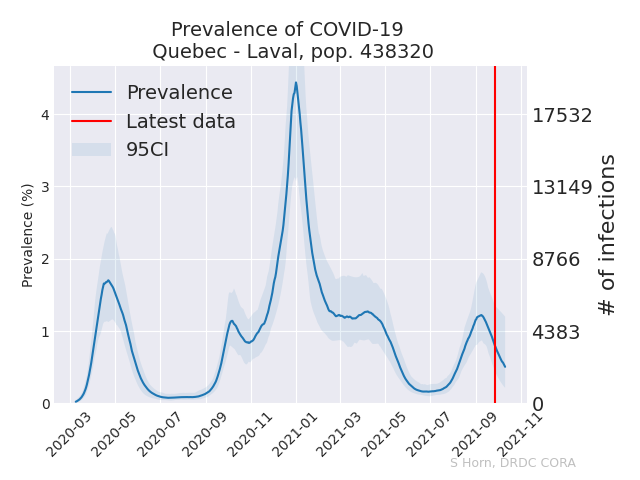 Prevalence of COVID-19
Quebec - Laval, pop. 438320
Prevalence
Latest data
95CI
Prevalence (%)
4
3
2
1
0
17532
13149
8766
4383
0
# of infections
2020-03
2020-05
2020-07
2020-09
2020-11
2021-01
2021-03
2021-05
2021-07
2021-09
2021-11
S Horn, DRDC CORA